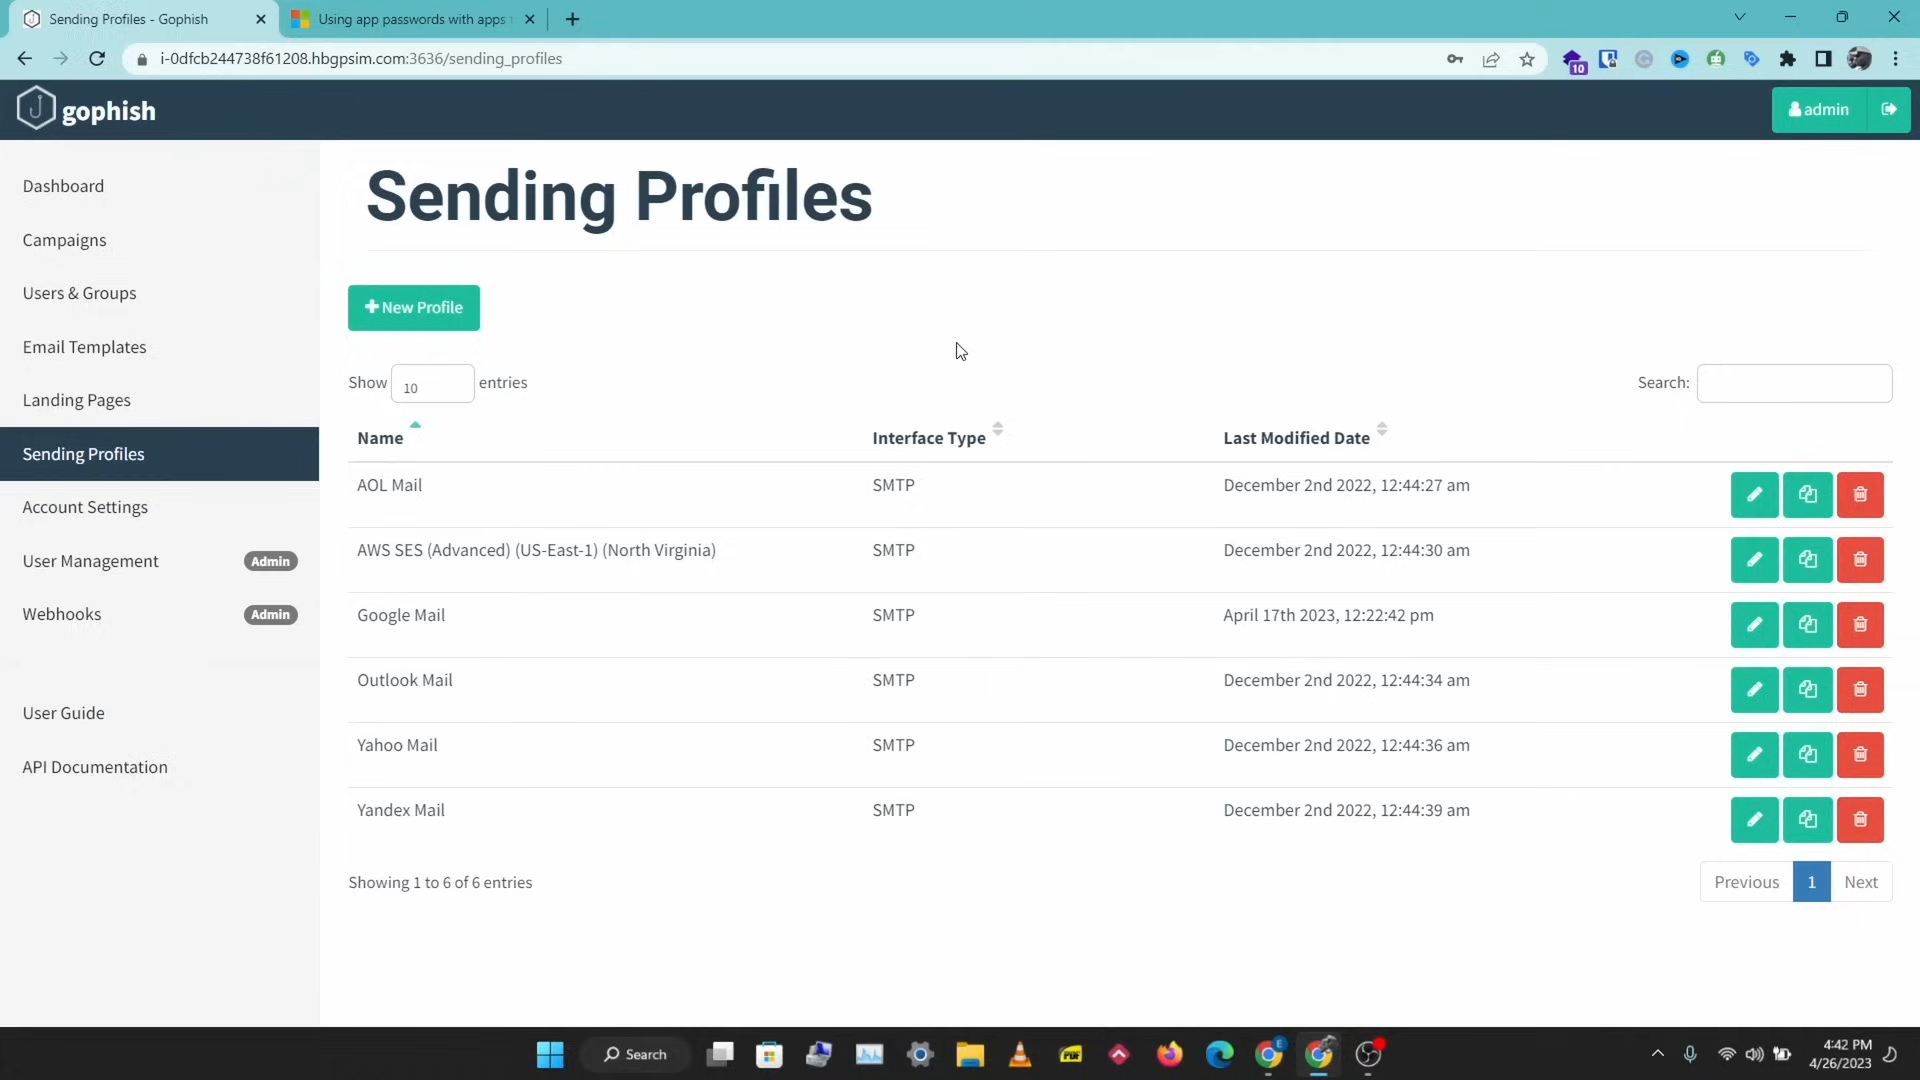 Sending Profiles - Gophish
Using app passwords with apps
i-0dfcb244738f61208.hbgpsim.com:3636/sending_profiles
10
gophish
admin
Dashboard
Campaigns
Users & Groups
Email Templates
Landing Pages
Sending Profiles
Account Settings
User Management Admin
Webhooks Admin
User Guide
API Documentation
Sending Profiles
New Profile
Show 10 entries
Search:
Name Interface Type Last Modified Date
AOL Mail SMTP December 2nd 2022, 12:44:27 am
AWS SES (Advanced) (US-East-1) (North Virginia) SMTP December 2nd 2022, 12:44:30 am
Google Mail SMTP April 17th 2023, 12:22:42 pm
Outlook Mail SMTP December 2nd 2022, 12:44:34 am
Yahoo Mail SMTP December 2nd 2022, 12:44:36 am
Yandex Mail SMTP December 2nd 2022, 12:44:39 am
Showing 1 to 6 of 6 entries
Previous 1 Next
Search
4:42 PM
4/26/2023